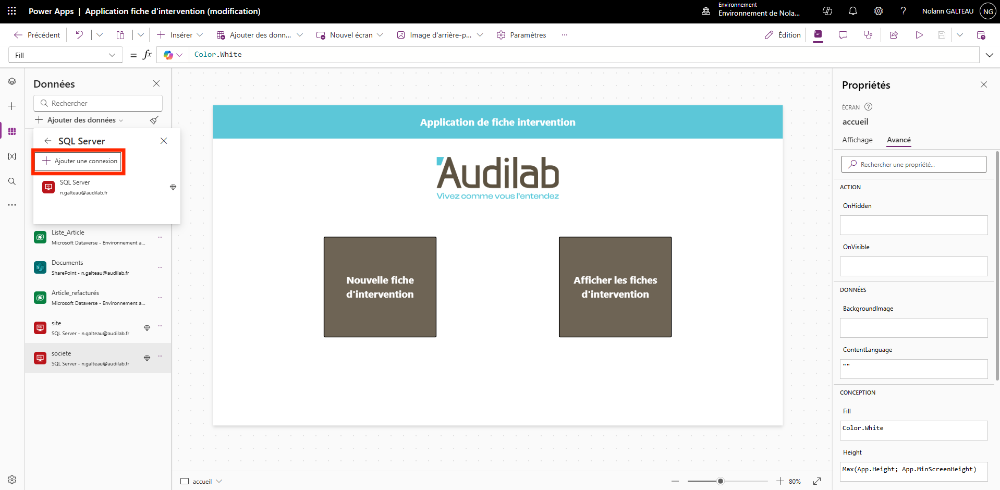 Power Apps | Application fiche d'intervention (modification)
Environnement
Environnement de Nola...
Nolann GALTEAU
NG
Précédent
Insérer
Ajouter des donn...
Nouvel écran
Image d'arrière-p...
Paramètres
...
Édition
Fill
= fx
Color.White
Données
Rechercher
Ajouter des données
SQL Server
Ajouter une connexion
SQL Server
n.galteau@audilab.fr
Liste_Article
Microsoft Dataverse - Environnement a...
Documents
SharePoint - n.galteau@audilab.fr
Article_refacturés
Microsoft Dataverse - Environnement a...
site
SQL Server - n.galteau@audilab.fr
societe
SQL Server - n.galteau@audilab.fr
Application de fiche intervention
Audilab
Vivez comme vous l'entendez
Nouvelle fiche
d'intervention
Afficher les fiches
d'intervention
accueil
80%
Propriétés
ÉCRAN
accueil
Affichage
Avancé
Rechercher une propriété...
ACTION
OnHidden
OnVisible
DONNÉES
BackgroundImage
ContentLanguage
""
CONCEPTION
Fill
Color.White
Height
Max(App.Height; App.MinScreenHeight)